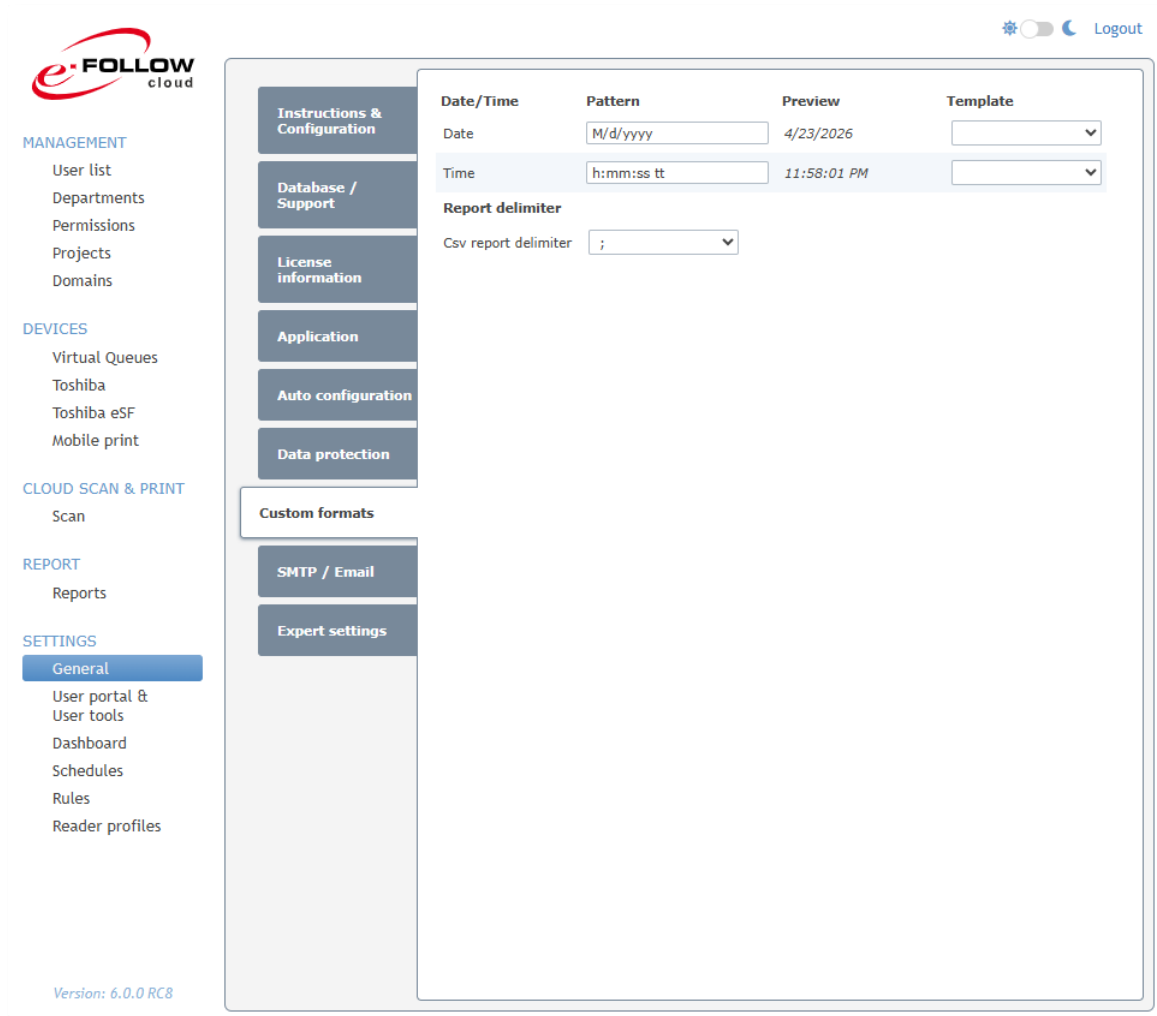 Logout
e-FOLLOW
cloud
MANAGEMENT
User list
Departments
Permissions
Projects
Domains
DEVICES
Virtual Queues
Toshiba
Toshiba eSF
Mobile print
CLOUD SCAN & PRINT
Scan
REPORT
Reports
SETTINGS
General
User portal &
User tools
Dashboard
Schedules
Rules
Reader profiles
Version: 6.0.0 RC8
Instructions &
Configuration
Database /
Support
License
information
Application
Auto configuration
Data protection
Custom formats
SMTP / Email
Expert settings
Date/Time Pattern Preview Template
Date M/d/yyyy 4/23/2026
Time h:mm:ss tt 11:58:01 PM
Report delimiter
Csv report delimiter ;